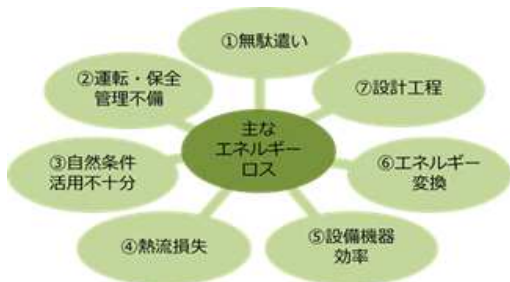 ①無駄遣い
②運転・保全
管理不備
⑦設計工程
主な
エネルギー
ロス
③自然条件
活用不十分
⑥エネルギー
変換
④熱流損失
⑤設備機器
効率